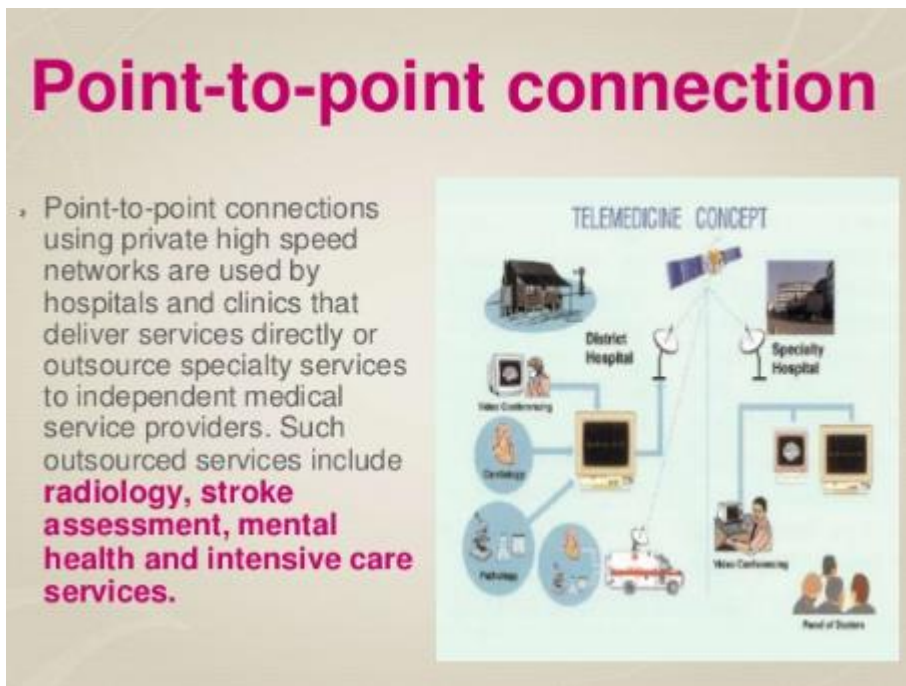 Point-to-point connection
Point-to-point connections
using private high speed
networks are used by
hospitals and clinics that
deliver services directly or
outsource specialty services
to independent medical
service providers. Such
outsourced services include
radiology, stroke
assessment, mental
health and intensive care
services.
TELEMEDICINE CONCEPT
District
Hospital
Specialty
Hospital
Video Conferencing
Cardiology
Pathology
Video Conferencing
Panel of Doctors